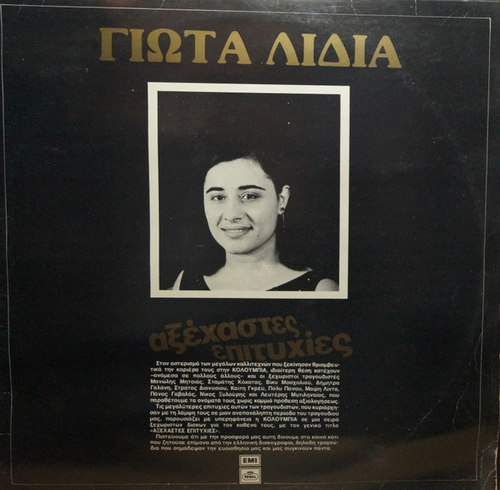 ΓΙΩΤΑ ΛΙΔΙΑ
αξέχαστες
επιτυχίες
Στον αστερισμό των μεγάλων καλλιτεχνών που ξεκίνησαν θριαμβευ-
τικά την καριέρα τους στην ΚΟΛΟΥΜΠΙΑ, ιδιαίτερη θέση κατέχουν
-ανάμεσα σε πολλούς άλλους- και οι ξεχωριστοί τραγουδιστές
Μανώλης Μητσιάς, Σταμάτης Κόκοτας, Βίκυ Μοσχολιού, Δήμητρα
Γαλάνη, Στράτος Διονυσίου, Καίτη Γκρέυ, Πόλυ Πάνου, Μαίρη Λίντα,
Πάνος Γαβαλάς, Νίκος Ξυλούρης και Λευτέρης Μυτιληναίος, που
παραθέτουμε τα ονόματά τους χωρίς καμμιά πρόθεση αξιολογήσεως.
Τις μεγαλύτερες επιτυχίες αυτών των τραγουδιστών, που κυριάρχη-
σαν με τη λάμψη τους σε μιαν ανεπανάληπτη περίοδο του τραγουδιού
μας, παρουσιάζει με υπερηφάνεια η ΚΟΛΟΥΜΠΙΑ σε μια σειρά
ξεχωριστών δίσκων για τον καθένα τους, με τον γενικό τίτλο
«ΑΞΕΧΑΣΤΕΣ ΕΠΙΤΥΧΙΕΣ».
Πιστεύουμε ότι με την προσφορά μας αυτή δίνουμε στο κοινό κάτι
που ζητούσε επίμονα από την ελληνική δισκογραφία, δηλαδή τραγού-
δια που σημάδεψαν την ευαισθησία μας και μας συγκινούν πάντα.
EMI
REGAL